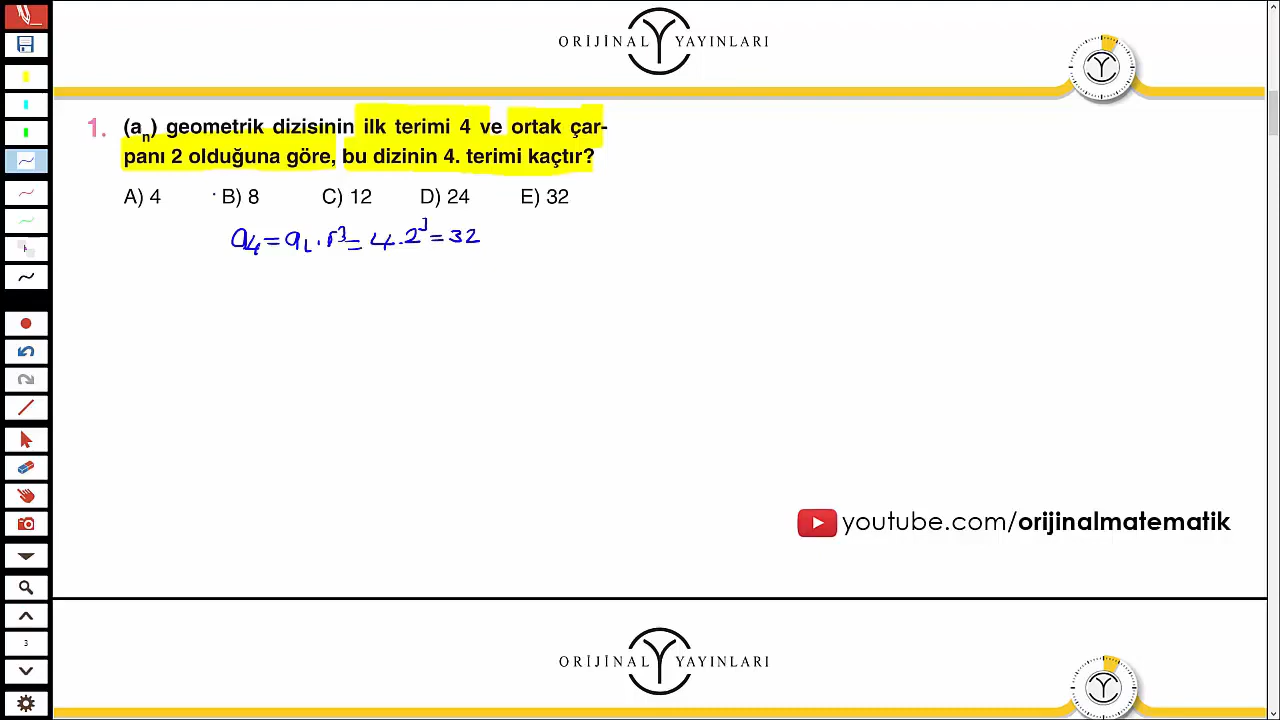 ORİJİNAL YAYINLARI
1. (an) geometrik dizisinin ilk terimi 4 ve ortak çar-
panı 2 olduğuna göre, bu dizinin 4. terimi kaçtır?
A) 4 B) 8 C) 12 D) 24 E) 32
a4 = a1 . r³ = 4 . 2³ = 32
youtube.com/orijinalmatematik
3
ORİJİNAL YAYINLARI